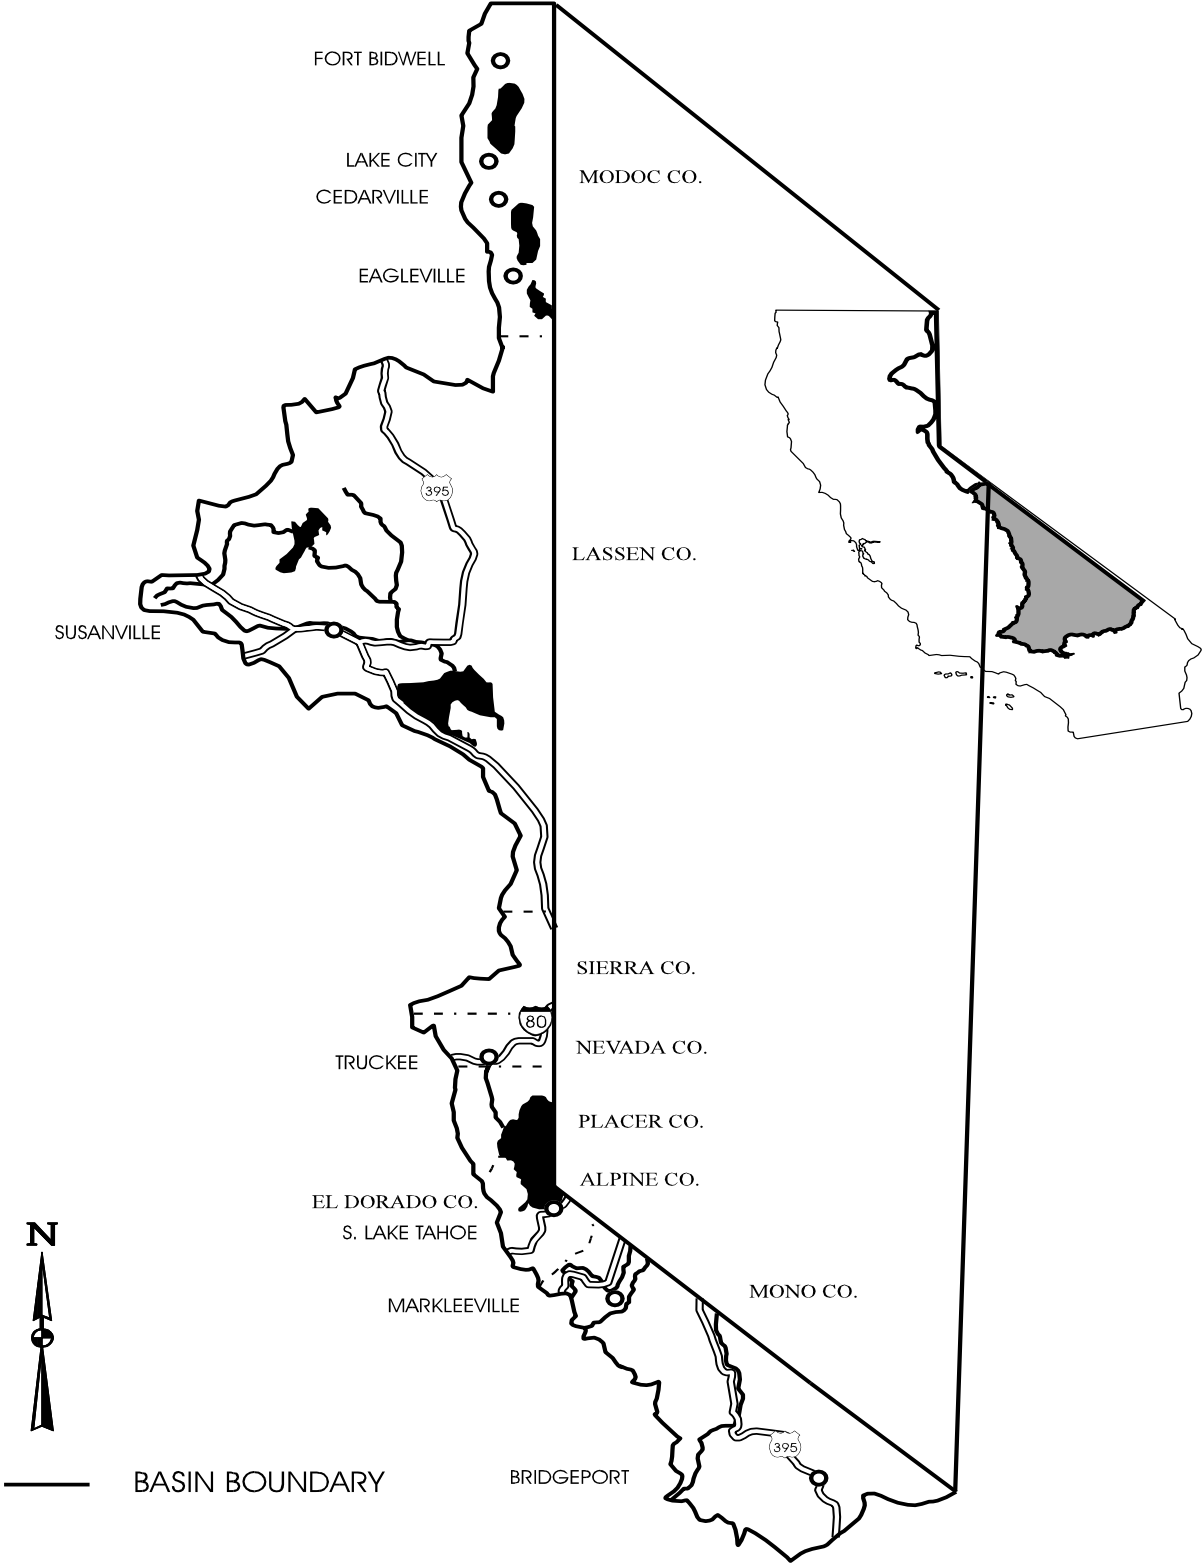 FORT BIDWELL
LAKE CITY
MODOC CO.
CEDARVILLE
EAGLEVILLE
395
LASSEN CO.
SUSANVILLE
SIERRA CO.
80
NEVADA CO.
TRUCKEE
PLACER CO.
ALPINE CO.
EL DORADO CO.
S. LAKE TAHOE
N
MONO CO.
MARKLEEVILLE
395
BRIDGEPORT
BASIN BOUNDARY